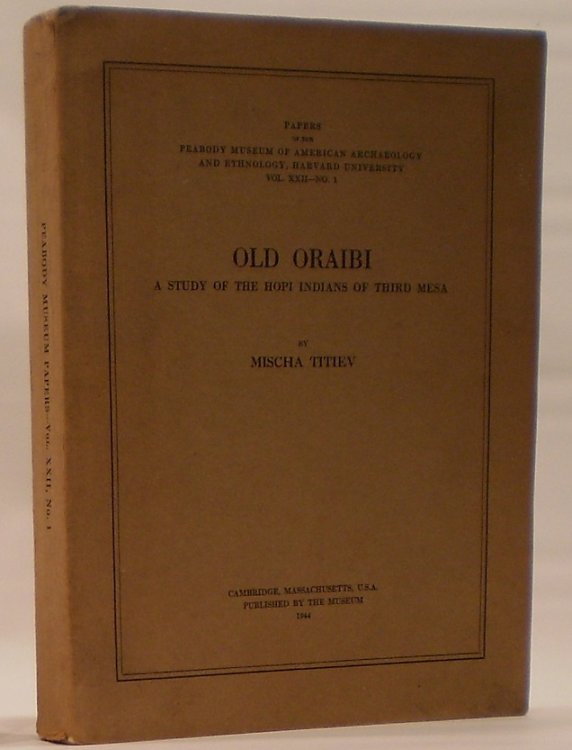 PAPERS
OF THE
PEABODY MUSEUM OF AMERICAN ARCHAEOLOGY
AND ETHNOLOGY, HARVARD UNIVERSITY
VOL. XXII—NO. 1
OLD ORAIBI
A STUDY OF THE HOPI INDIANS OF THIRD MESA
BY
MISCHA TITIEV
CAMBRIDGE, MASSACHUSETTS, U.S.A.
PUBLISHED BY THE MUSEUM
1944
PEABODY MUSEUM PAPERS—VOL. XXII, NO. 1